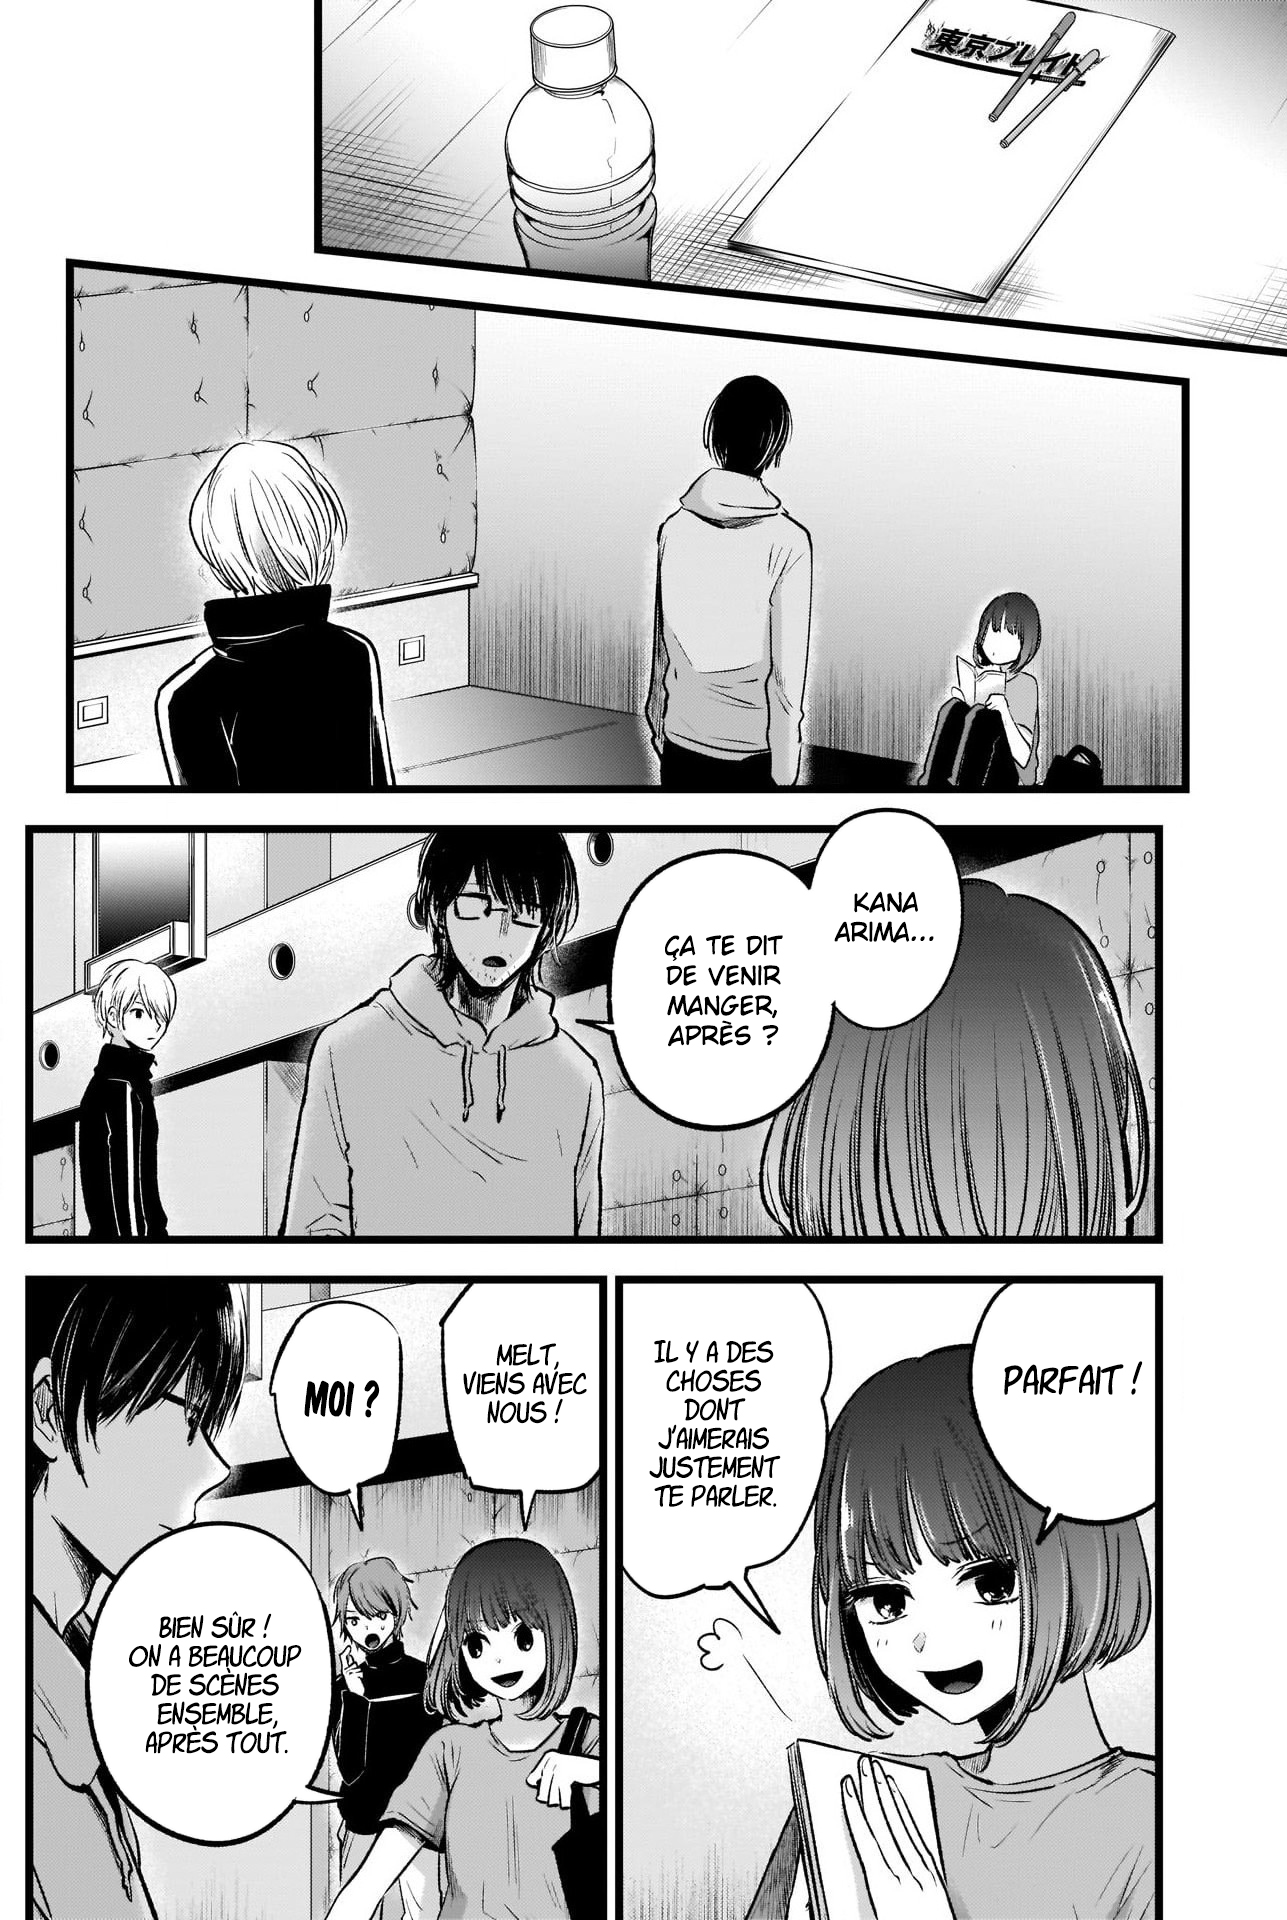 東京ブレイド
KANA
ARIMA...
ÇA TE DIT
DE VENIR
MANGER,
APRÈS ?
PARFAIT !
IL Y A DES
CHOSES
DONT
J'AIMERAIS
JUSTEMENT
TE PARLER.
MELT,
VIENS AVEC
NOUS !
MOI ?
BIEN SÛR !
ON A BEAUCOUP
DE SCÈNES
ENSEMBLE,
APRÈS TOUT.